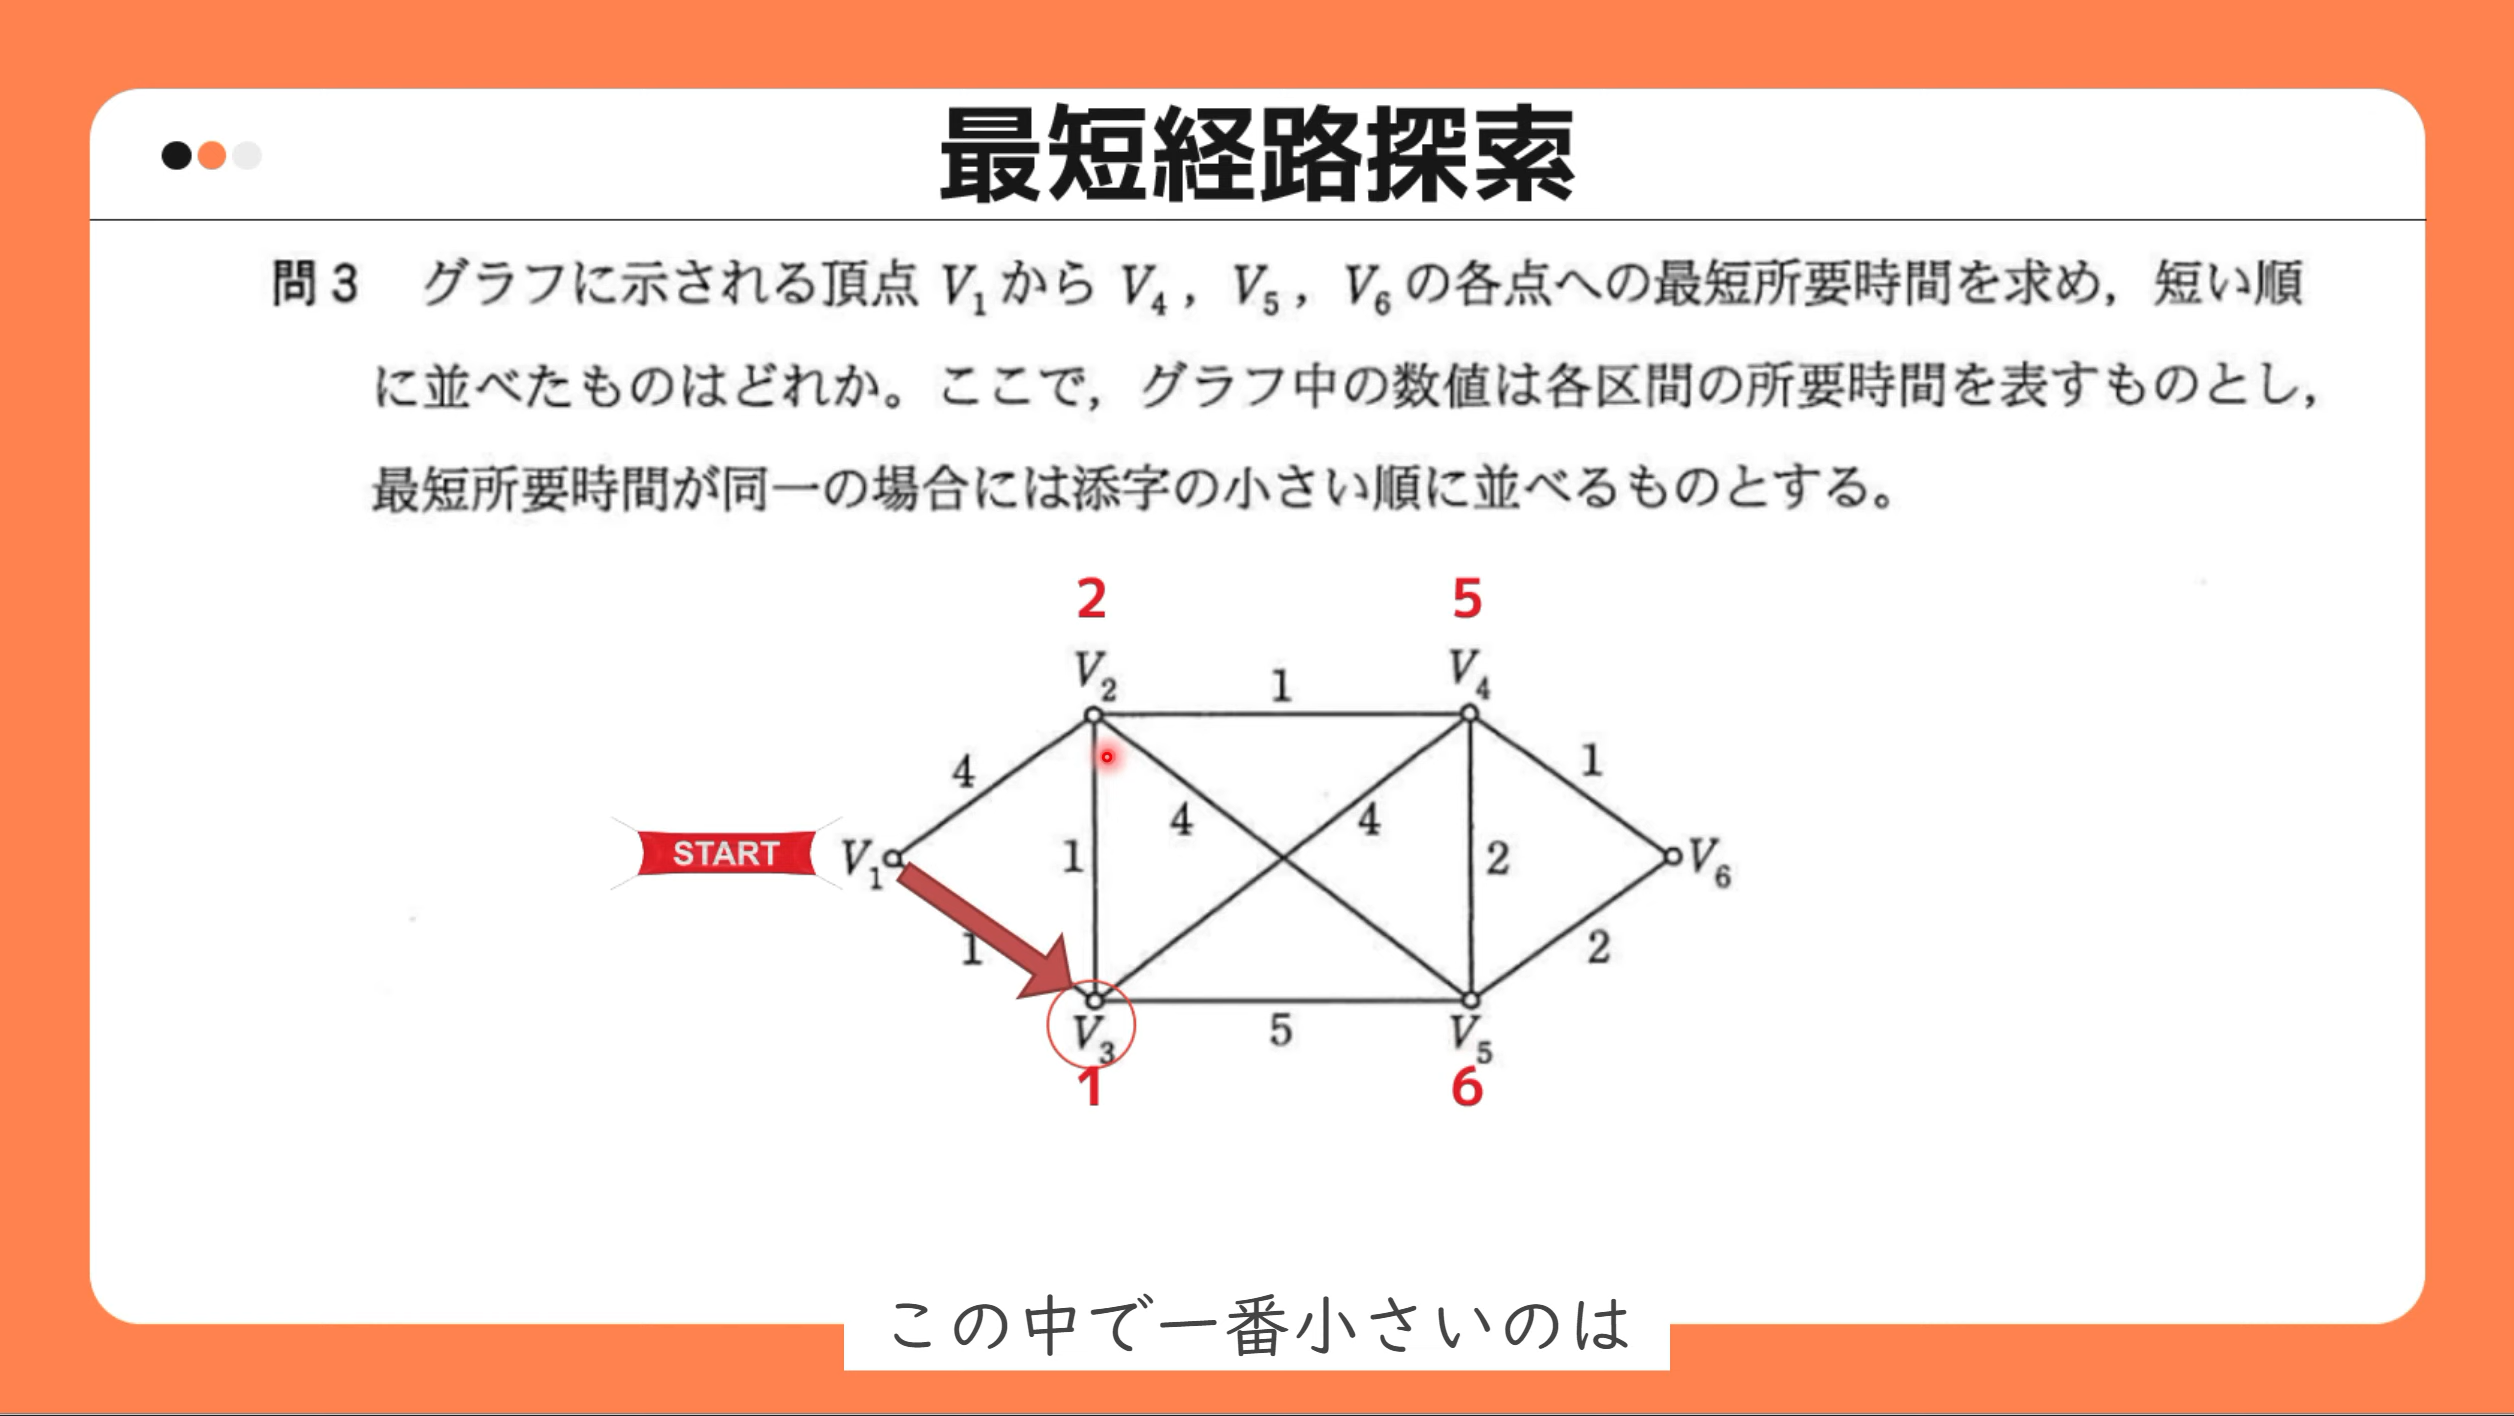 最短経路探索
問3 グラフに示される頂点 V1 から V4, V5, V6 の各点への最短所要時間を求め，短い順
に並べたものはどれか。ここで，グラフ中の数値は各区間の所要時間を表すものとし，
最短所要時間が同一の場合には添字の小さい順に並べるものとする。
2 5
V2 1 V4
4 1
4 4
START V1 1 2 V6
1 2
V3 5 V5
1 6
この中で一番小さいのは